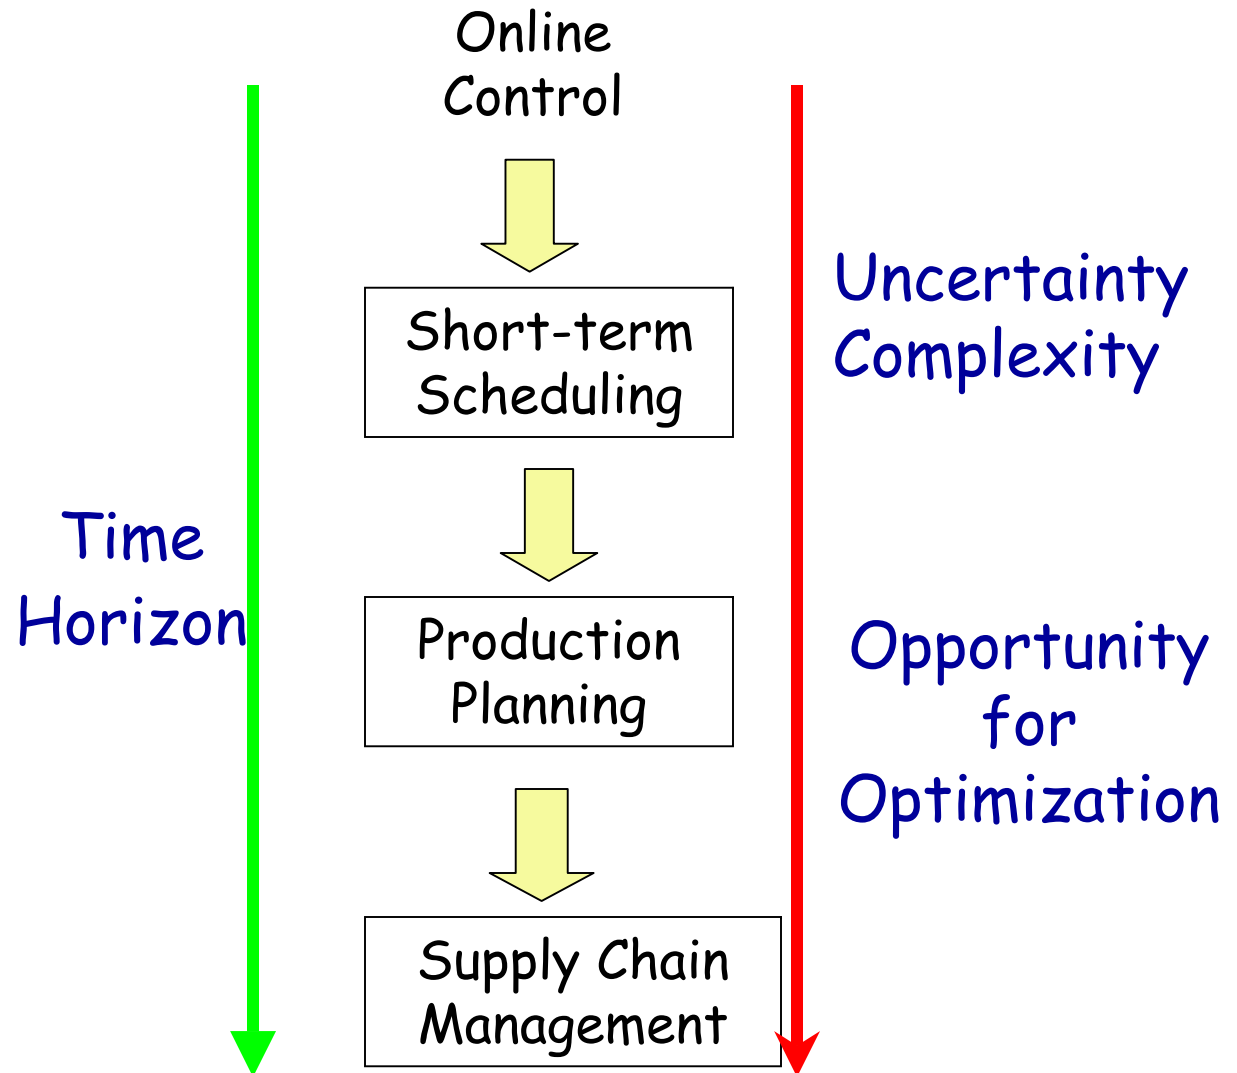 Online
Control
Short-term
Scheduling
Uncertainty
Complexity
Time
Horizon
Production
Planning
Opportunity
for
Optimization
Supply Chain
Management